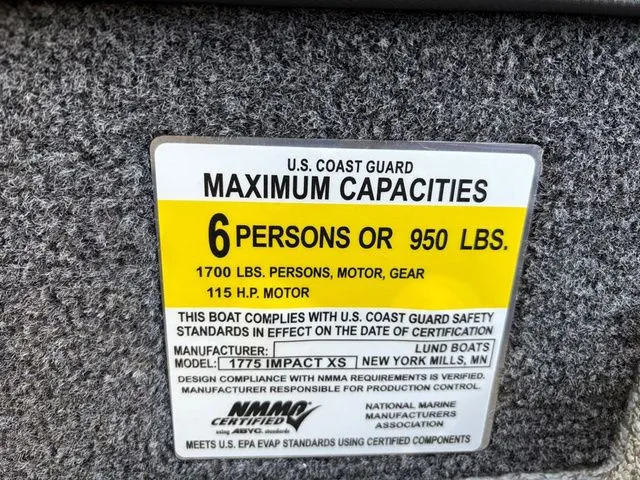 U.S. COAST GUARD
MAXIMUM CAPACITIES
6 PERSONS OR 950 LBS.
1700 LBS. PERSONS, MOTOR, GEAR
115 H.P. MOTOR
THIS BOAT COMPLIES WITH U.S. COAST GUARD SAFETY
STANDARDS IN EFFECT ON THE DATE OF CERTIFICATION
MANUFACTURER: LUND BOATS
MODEL: 1775 IMPACT XS NEW YORK MILLS, MN
DESIGN COMPLIANCE WITH NMMA REQUIREMENTS IS VERIFIED.
MANUFACTURER RESPONSIBLE FOR PRODUCTION CONTROL.
NMMA
CERTIFIED
using ABYC standards
NATIONAL MARINE
MANUFACTURERS
ASSOCIATION
MEETS U.S. EPA EVAP STANDARDS USING CERTIFIED COMPONENTS